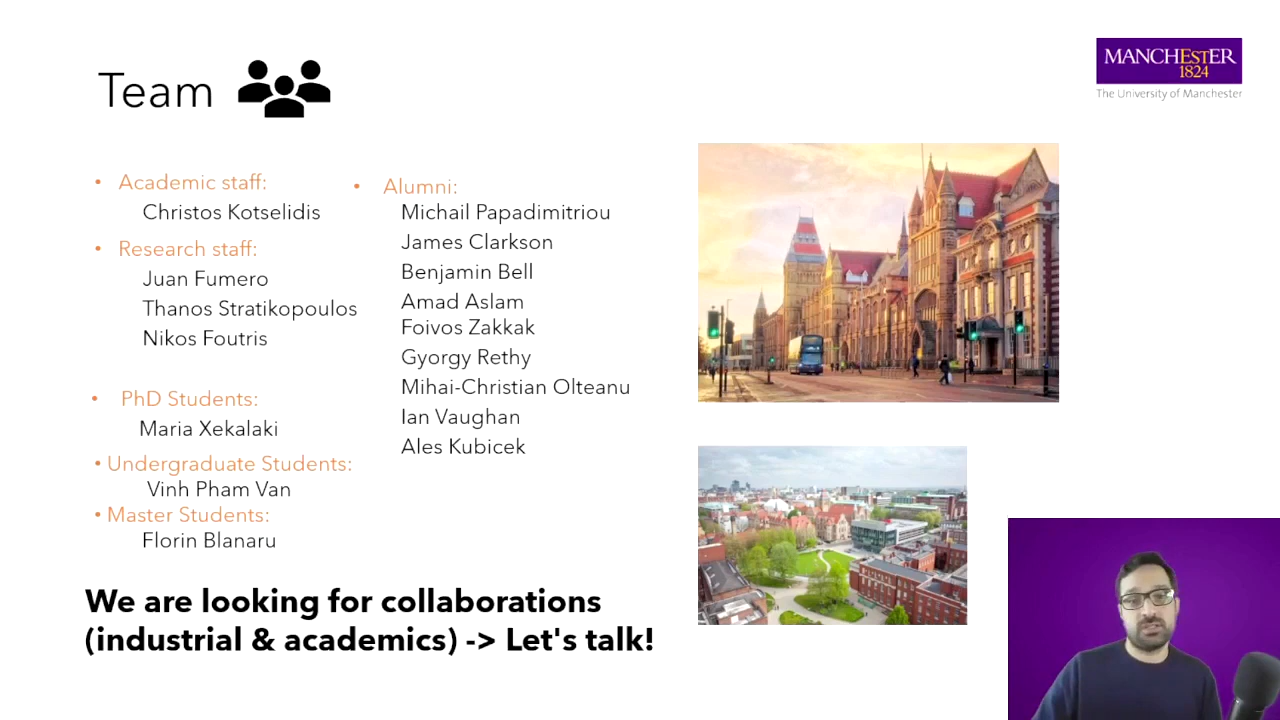 Team
MANCHESTER
1824
The University of Manchester
• Academic staff:
Christos Kotselidis
• Research staff:
Juan Fumero
Thanos Stratikopoulos
Nikos Foutris
• PhD Students:
Maria Xekalaki
• Undergraduate Students:
Vinh Pham Van
• Master Students:
Florin Blanaru
• Alumni:
Michail Papadimitriou
James Clarkson
Benjamin Bell
Amad Aslam
Foivos Zakkak
Gyorgy Rethy
Mihai-Christian Olteanu
Ian Vaughan
Ales Kubicek
We are looking for collaborations
(industrial & academics) -> Let's talk!